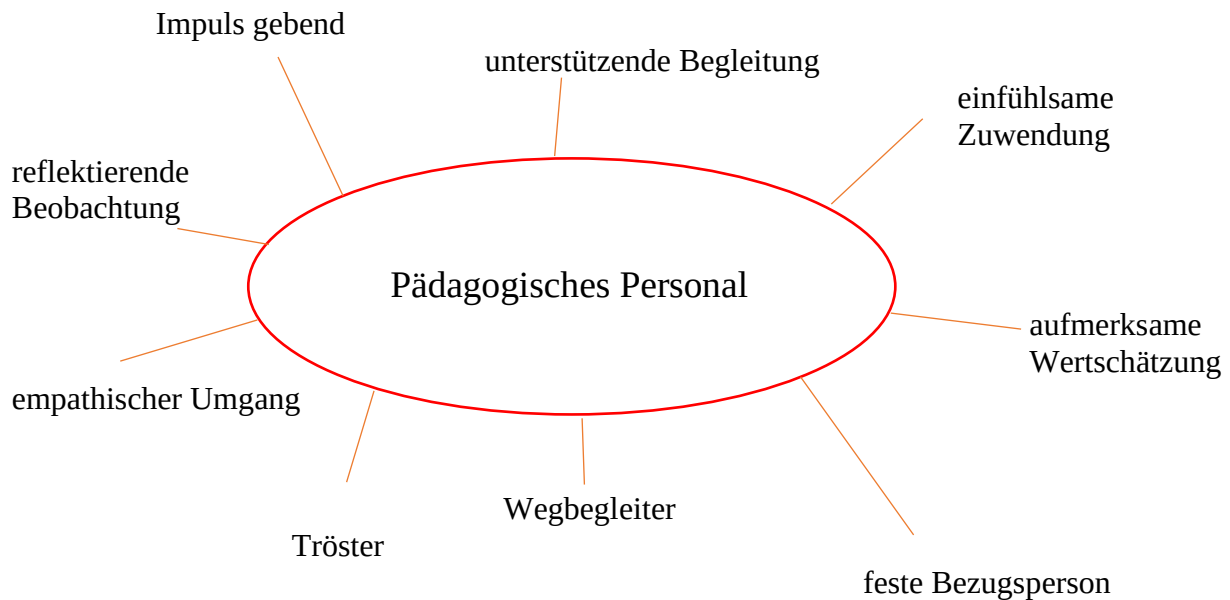 Impuls gebend
unterstützende Begleitung
einfühlsame
Zuwendung
reflektierende
Beobachtung
Pädagogisches Personal
aufmerksame
Wertschätzung
empathischer Umgang
Wegbegleiter
Tröster
feste Bezugsperson